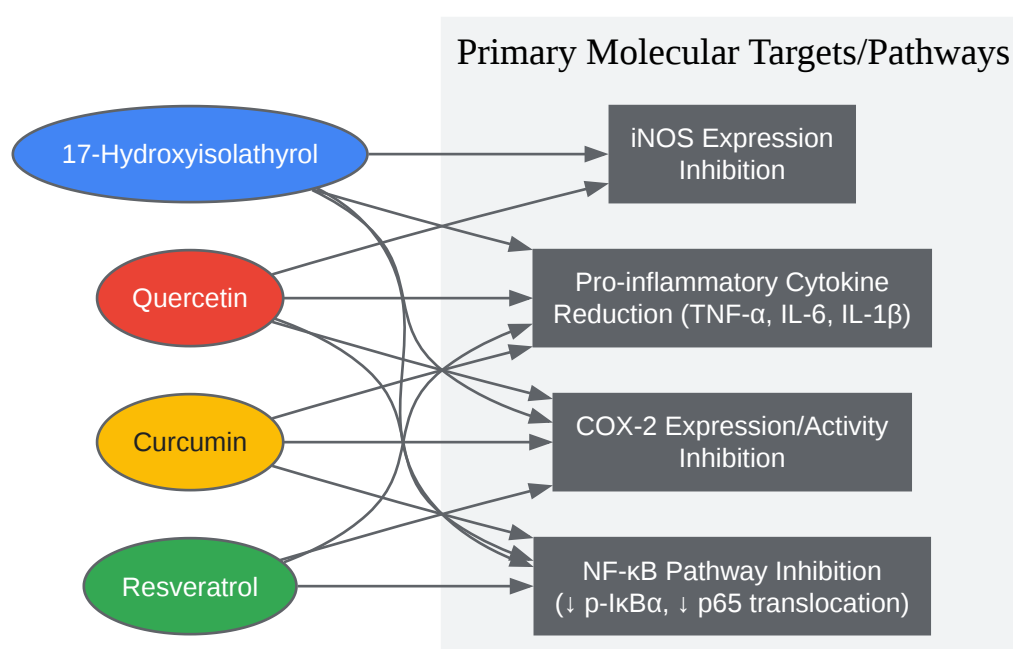 Primary Molecular Targets/Pathways
17-Hydroxyisolathyrol
Quercetin
Curcumin
Resveratrol
iNOS Expression
Inhibition
Pro-inflammatory Cytokine
Reduction (TNF-α, IL-6, IL-1β)
COX-2 Expression/Activity
Inhibition
NF-κB Pathway Inhibition
(↓ p-IκBα, ↓ p65 translocation)